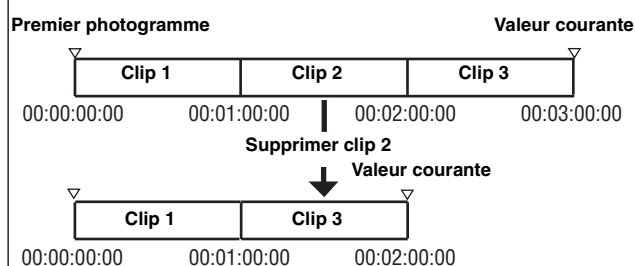 Premier photogramme Valeur courante
Clip 1 Clip 2 Clip 3
00:00:00:00 00:01:00:00 00:02:00:00 00:03:00:00
Supprimer clip 2
Valeur courante
Clip 1 Clip 3
00:00:00:00 00:01:00:00 00:02:00:00